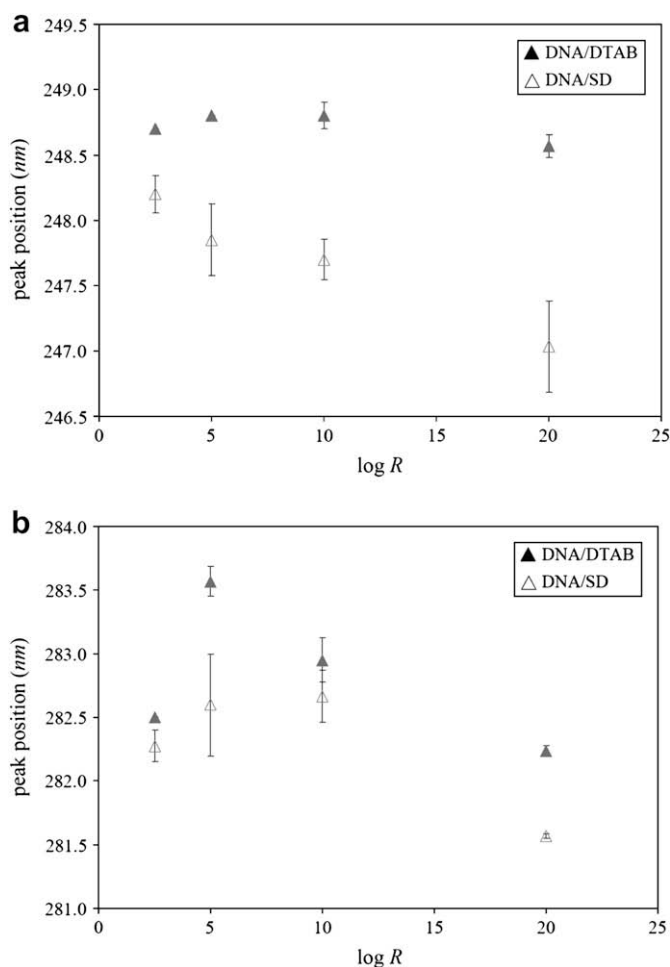 a
249.5
249.0
248.5
248.0
247.5
247.0
246.5
peak position (nm)
▲ DNA/DTAB
△ DNA/SD
0 5 10 15 20 25
log R
b
284.0
283.5
283.0
282.5
282.0
281.5
281.0
peak position (nm)
▲ DNA/DTAB
△ DNA/SD
0 5 10 15 20 25
log R